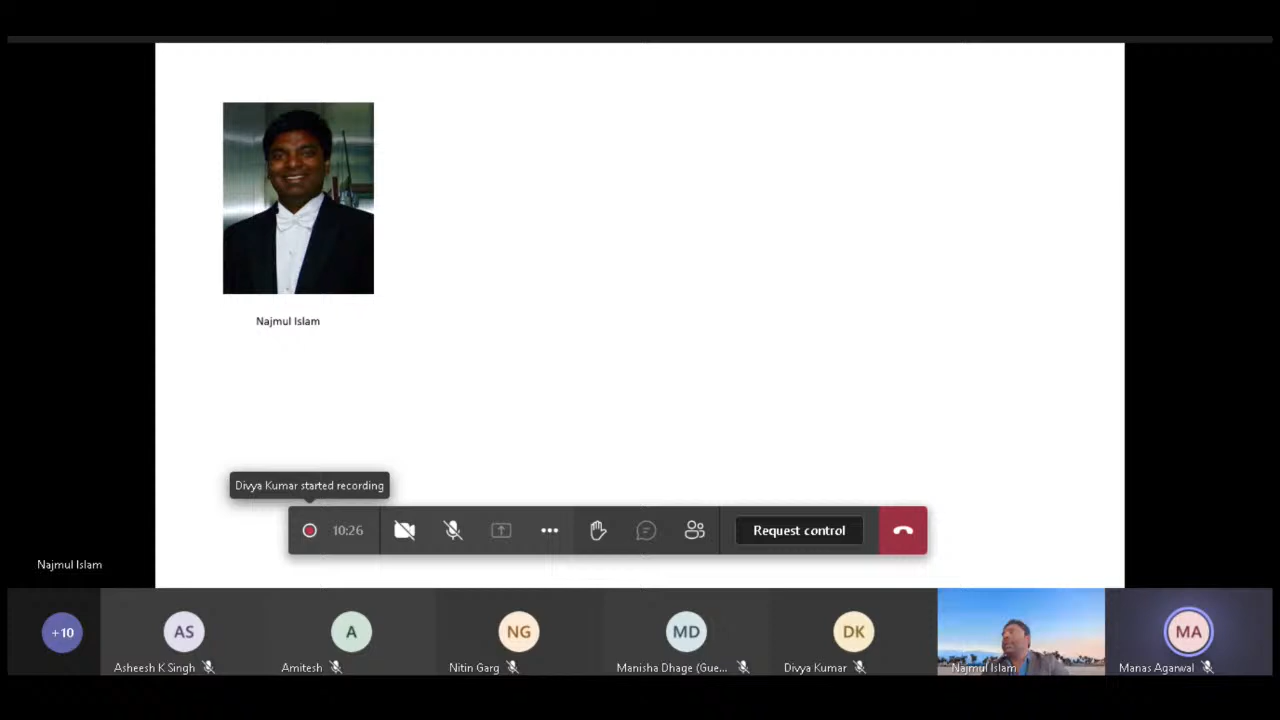 Najmul Islam
Divya Kumar started recording
10:26
Request control
Najmul Islam
+10
AS
A
NG
MD
DK
MA
Asheesh K Singh
Amitesh
Nitin Garg
Manisha Dhage (Gue...
Divya Kumar
Najmul Islam
Manas Agarwal